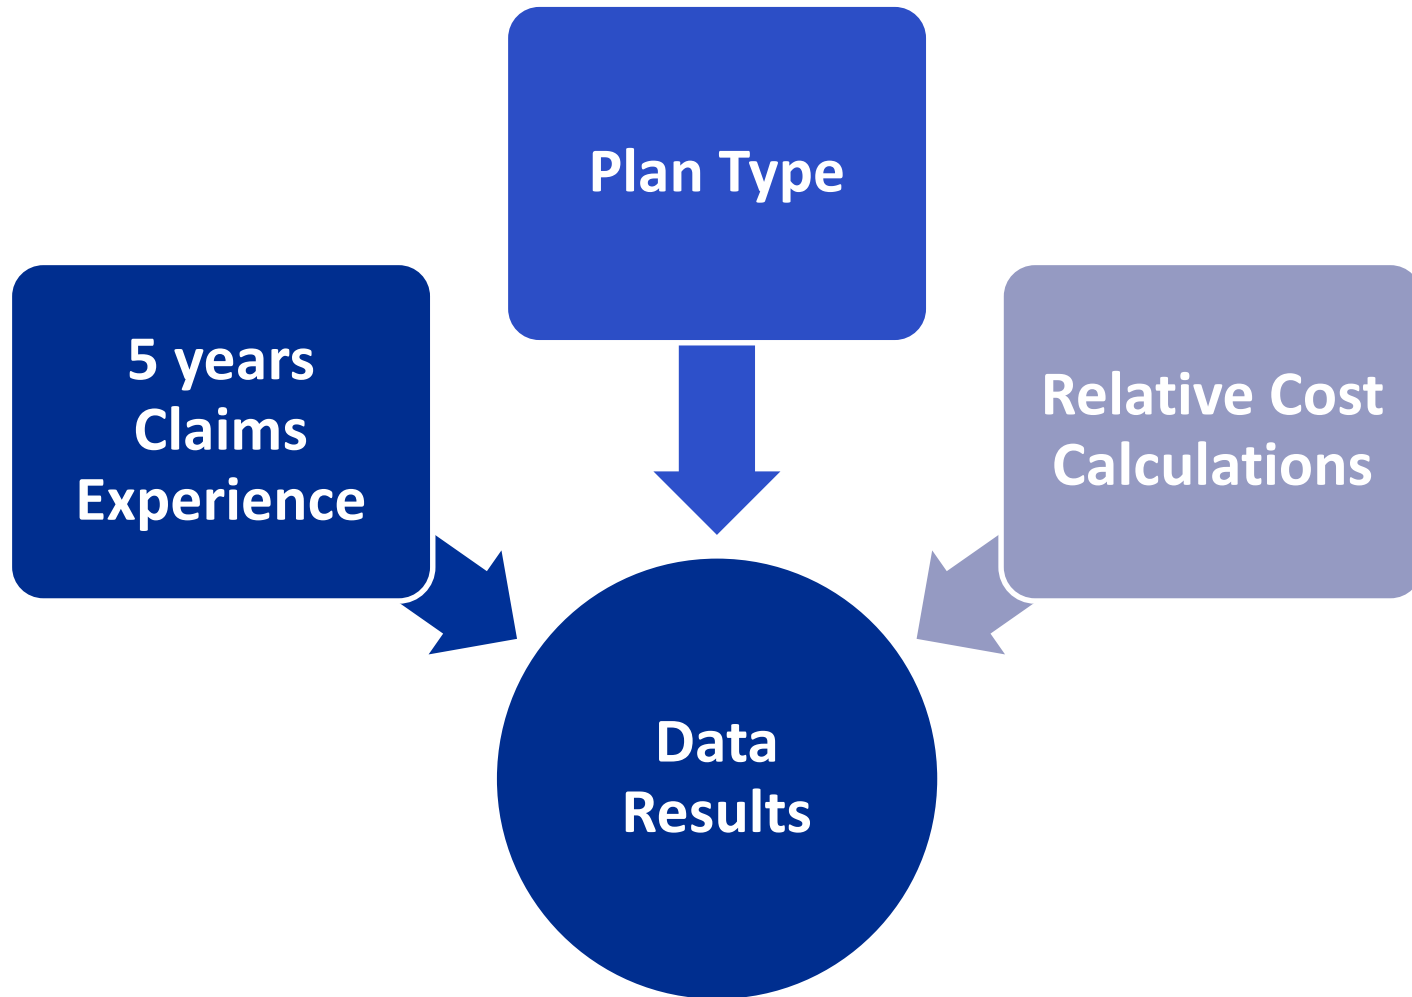 Plan Type
5 years
Claims
Experience
Relative Cost
Calculations
Data
Results